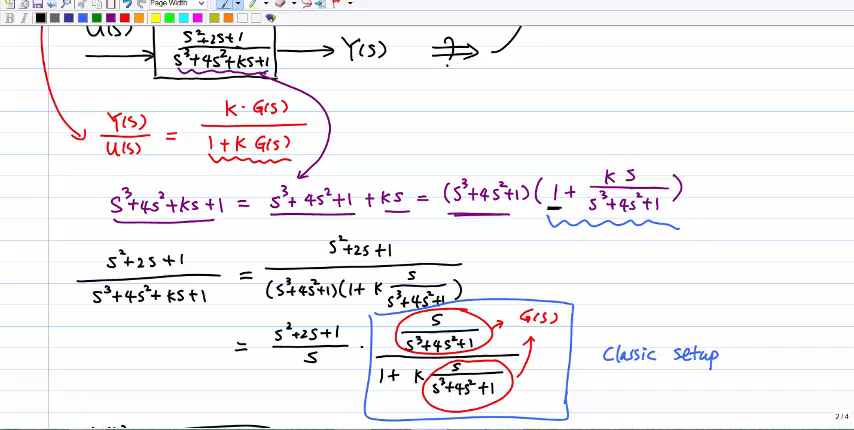 Page Width
B I U
U(s) (s²+2s+1)/(s³+4s²+ks+1) → Y(s) ⇒ ?
Y(s)/U(s) = K·G(s)/(1+K G(s))
s³+4s²+ks+1 = s³+4s²+1 + ks = (s³+4s²+1)(1 + K s/(s³+4s²+1))
(s²+2s+1)/(s³+4s²+ks+1) = (s²+2s+1)/((s³+4s²+1)(1+ K s/(s³+4s²+1)))
= (s²+2s+1)/s · (s/(s³+4s²+1))/(1+ K s/(s³+4s²+1)) → G(s)
Classic setup
2/4